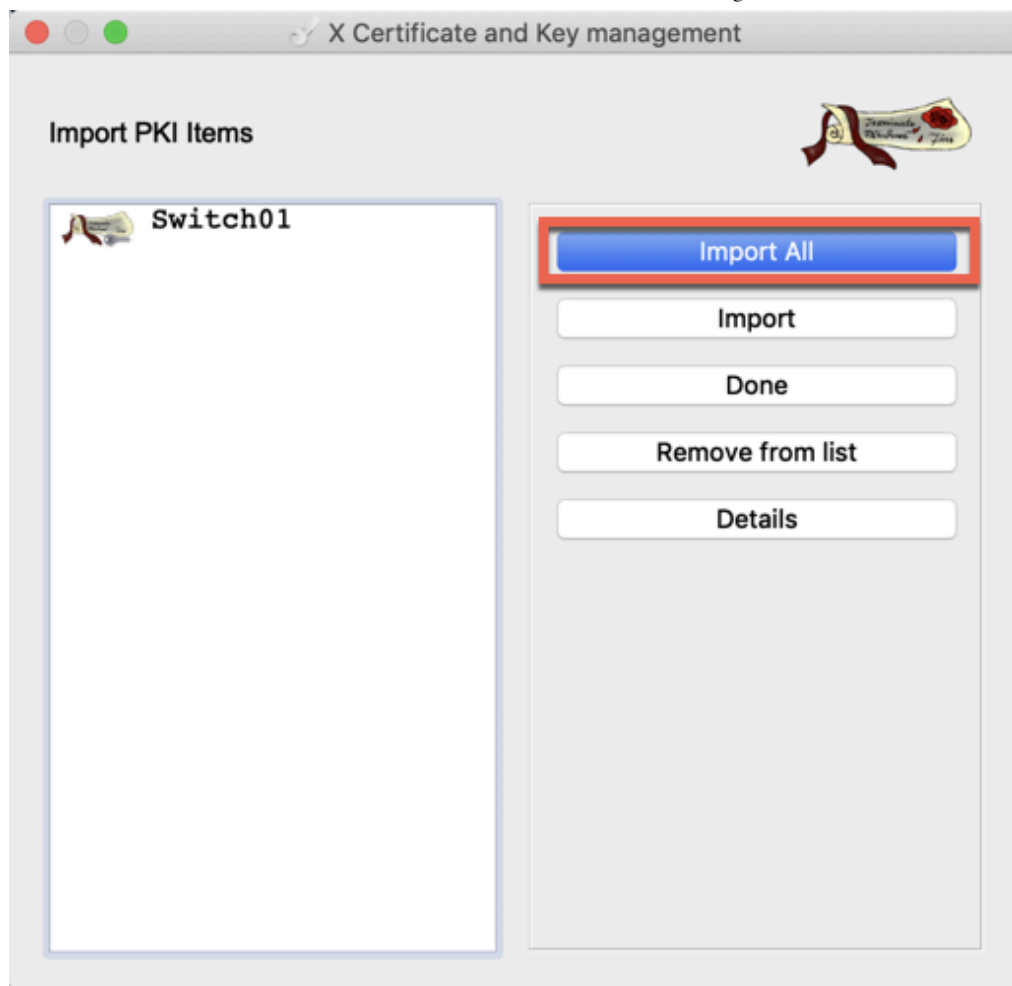 X Certificate and Key management
Import PKI Items
Switch01
Import All
Import
Done
Remove from list
Details